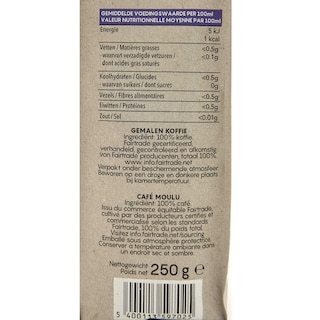 GEMIDDELDE VOEDINGSWAARDE PER 100ml
VALEUR NUTRITIONNELLE MOYENNE PAR 100ml
Energie 5 kJ
1 kcal
Vetten / Matières grasses <0.5g
- waarvan verzadigde vetzuren / <0.1g
dont acides gras saturés
Koolhydraten / Glucides <0.5g
- waarvan suikers / dont sucres 0g
Vezels / Fibres alimentaires <0.5g
Eiwitten / Protéines <0.5g
Zout / Sel <0.01g
GEMALEN KOFFIE
Ingrediënt: 100% koffie.
Fairtrade gecertificeerd,
verhandeld, gecontroleerd en afkomstig
van Fairtrade producenten, totaal 100%.
www.info.fairtrade.net
Verpakt onder beschermende atmosfeer
Bewaren op een droge en donkere plaats
bij kamertemperatuur.
CAFÉ MOULU
Ingrédient: 100% café.
Issu du commerce équitable Fairtrade,
cultivé par des producteurs certifiés et
commercialisé selon les standards
Fairtrade, 100% du poids total
Visitez info.fairtrade.net/sourcing
Emballé sous atmosphère protectrice
Conserver à température ambiante dans
un endroit sec et sombre.
Nettogewicht
Poids net 250 g e
5 400113 597025